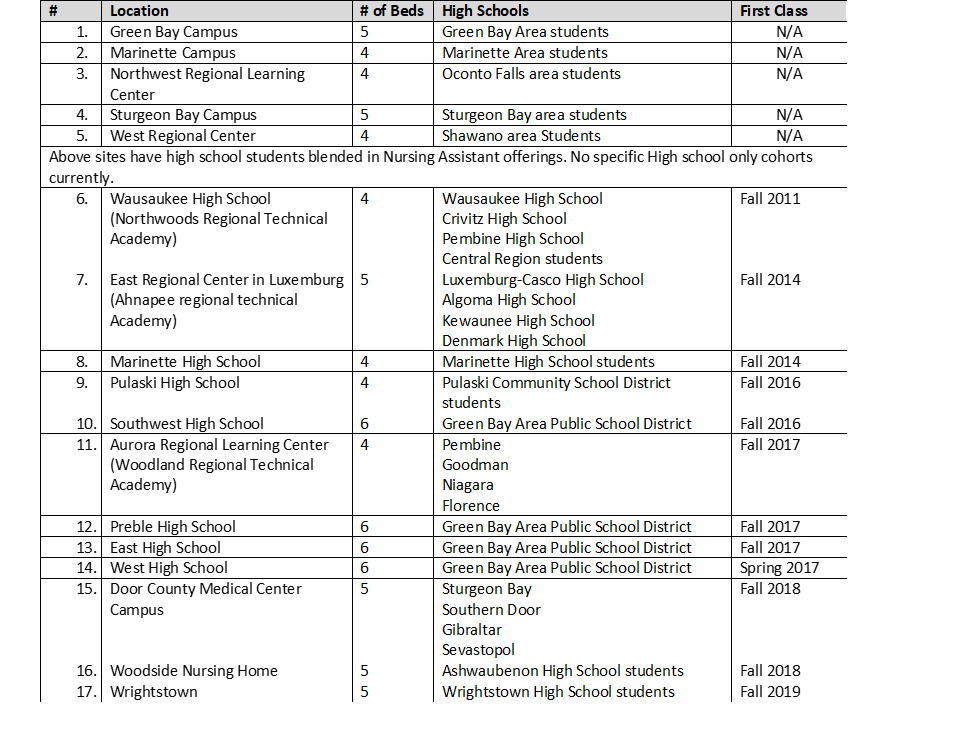 # Location # of Beds High Schools First Class
1. Green Bay Campus 5 Green Bay Area students N/A
2. Marinette Campus 4 Marinette Area students N/A
3. Northwest Regional Learning 4 Oconto Falls area students N/A
Center
4. Sturgeon Bay Campus 5 Sturgeon Bay area students N/A
5. West Regional Center 4 Shawano area Students N/A
Above sites have high school students blended in Nursing Assistant offerings. No specific High school only cohorts
currently.
6. Wausaukee High School 4 Wausaukee High School Fall 2011
(Northwoods Regional Technical Crivitz High School
Academy) Pembine High School
Central Region students
7. East Regional Center in Luxemburg 5 Luxemburg-Casco High School Fall 2014
(Ahnapee regional technical Algoma High School
Academy) Kewaunee High School
Denmark High School
8. Marinette High School 4 Marinette High School students Fall 2014
9. Pulaski High School 4 Pulaski Community School District Fall 2016
students
10. Southwest High School 6 Green Bay Area Public School District Fall 2016
11. Aurora Regional Learning Center 4 Pembine Fall 2017
(Woodland Regional Technical Goodman
Academy) Niagara
Florence
12. Preble High School 6 Green Bay Area Public School District Fall 2017
13. East High School 6 Green Bay Area Public School District Fall 2017
14. West High School 6 Green Bay Area Public School District Spring 2017
15. Door County Medical Center 5 Sturgeon Bay Fall 2018
Campus Southern Door
Gibraltar
Sevastopol
16. Woodside Nursing Home 5 Ashwaubenon High School students Fall 2018
17. Wrightstown 5 Wrightstown High School students Fall 2019